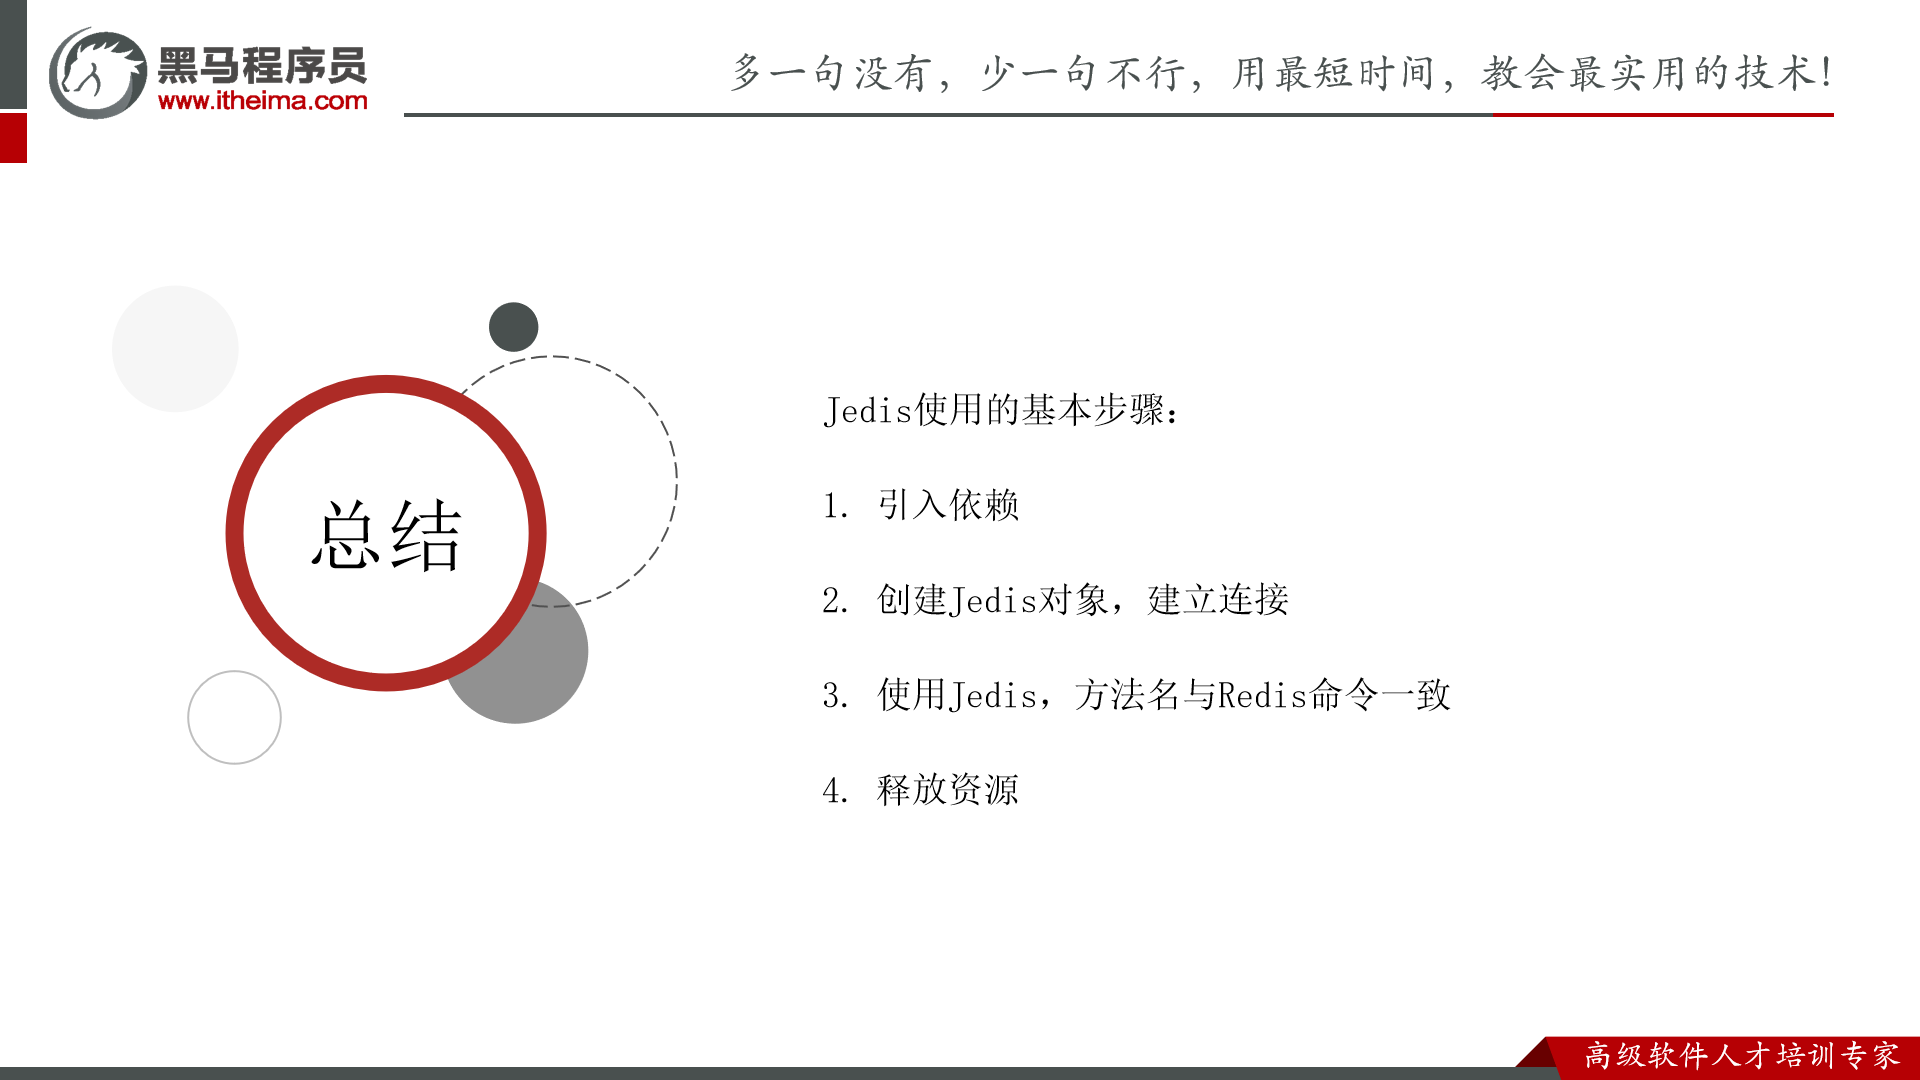 黑马程序员
www.itheima.com
多一句没有，少一句不行，用最短时间，教会最实用的技术！
总结
Jedis使用的基本步骤：
1. 引入依赖
2. 创建Jedis对象，建立连接
3. 使用Jedis，方法名与Redis命令一致
4. 释放资源
高级软件人才培训专家